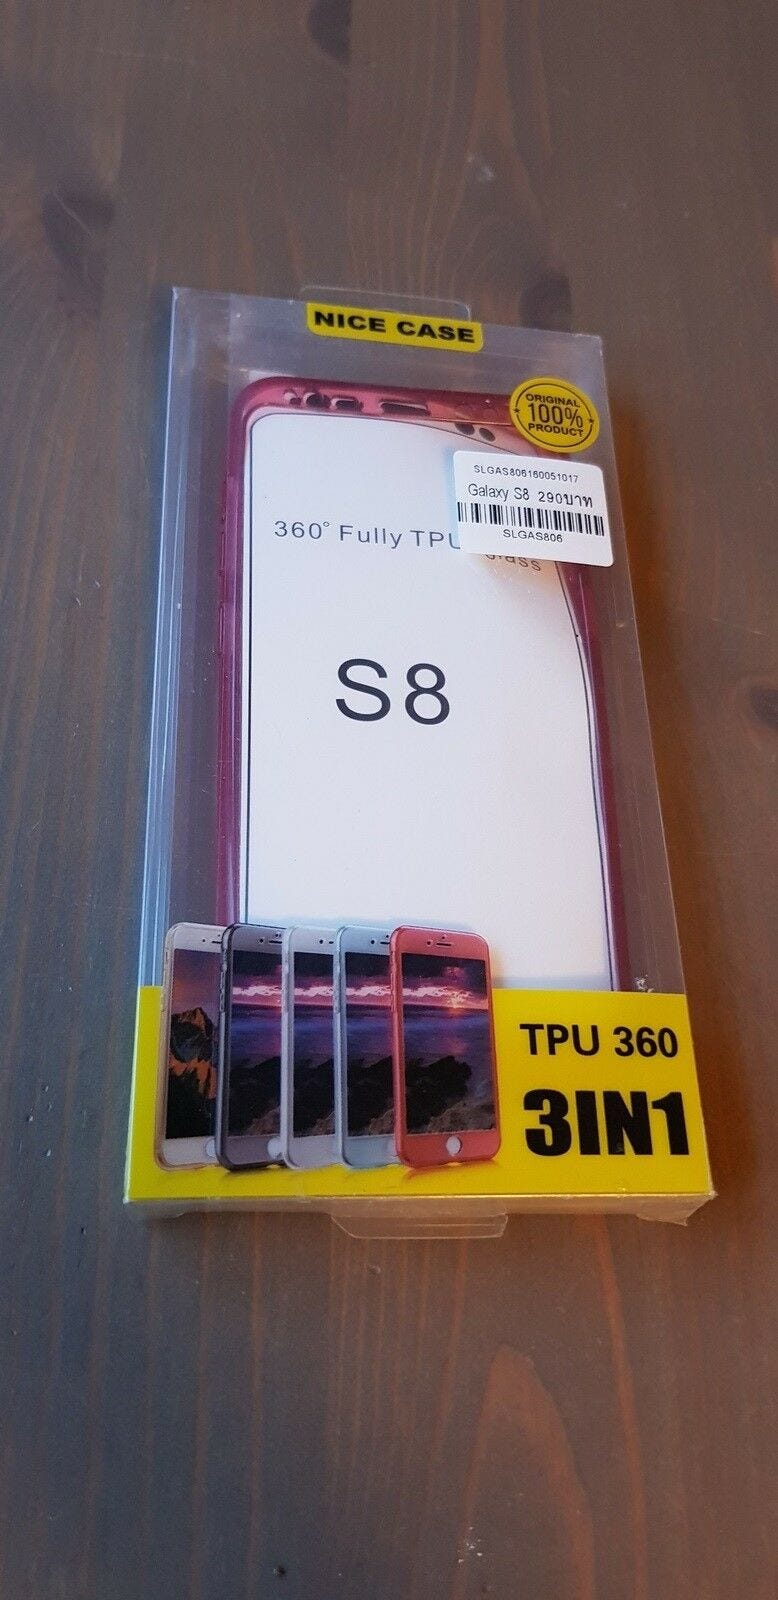 NICE CASE
ORIGINAL
100%
PRODUCT
SLGAS806160051017
Galaxy S8 290บาท
SLGAS806
360° Fully TPU Glass
S8
TPU 360
3IN1